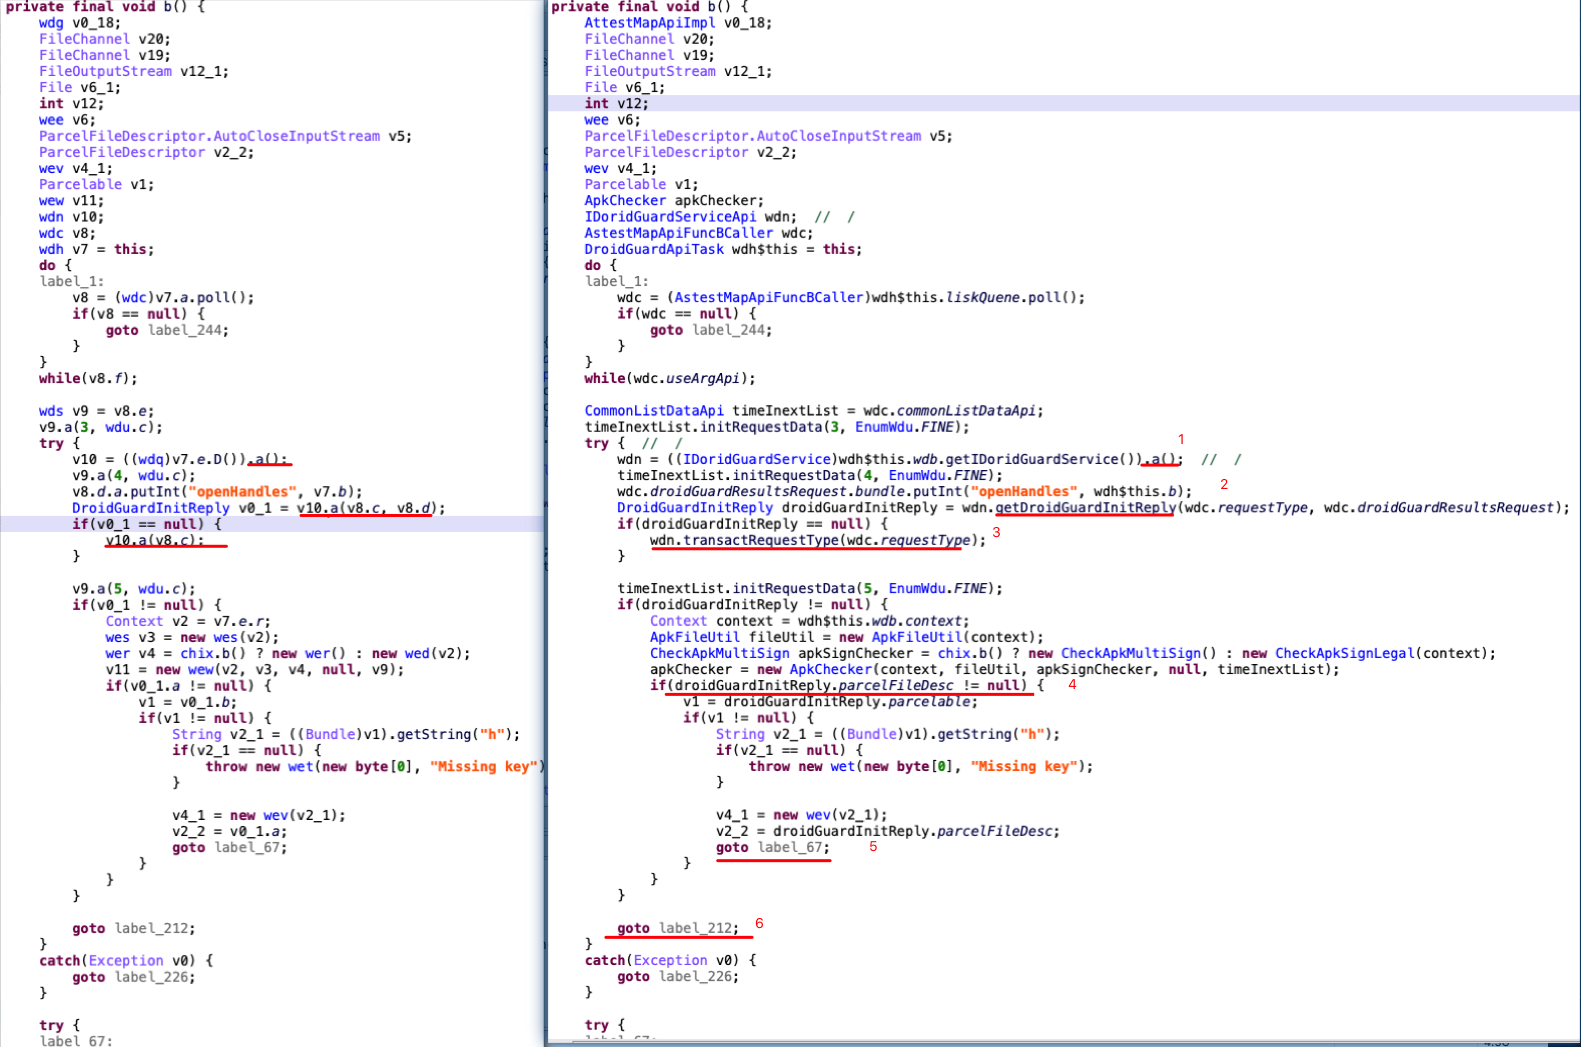 private final void b() {
wdg v0_18;
FileChannel v20;
FileChannel v19;
FileOutputStream v12_1;
File v6_1;
int v12;
wee v6;
ParcelFileDescriptor.AutoCloseInputStream v5;
ParcelFileDescriptor v2_2;
wev v4_1;
Parcelable v1;
wew v11;
wdn v10;
wdc v8;
wdh v7 = this;
do {
label_1:
v8 = (wdc)v7.a.poll();
if(v8 == null) {
goto label_244;
}
}
while(v8.f);
wds v9 = v8.e;
v9.a(3, wdu.c);
try {
v10 = ((wdq)v7.e.D()).a();
v9.a(4, wdu.c);
v8.d.a.putInt("openHandles", v7.b);
DroidGuardInitReply v0_1 = v10.a(v8.c, v8.d);
if(v0_1 == null) {
v10.a(v8.c);
}
v9.a(5, wdu.c);
if(v0_1 != null) {
Context v2 = v7.e.r;
wes v3 = new wes(v2);
wer v4 = chix.b() ? new wer() : new wed(v2);
v11 = new wew(v2, v3, v4, null, v9);
if(v0_1.a != null) {
v1 = v0_1.b;
if(v1 != null) {
String v2_1 = ((Bundle)v1).getString("h");
if(v2_1 == null) {
throw new wet(new byte[0], "Missing key")
}
v4_1 = new wev(v2_1);
v2_2 = v0_1.a;
goto label_67;
}
}
}
goto label_212;
}
catch(Exception v0) {
goto label_226;
}
try {
label_67:
private final void b() {
AttestMapApiImpl v0_18;
FileChannel v20;
FileChannel v19;
FileOutputStream v12_1;
File v6_1;
int v12;
wee v6;
ParcelFileDescriptor.AutoCloseInputStream v5;
ParcelFileDescriptor v2_2;
wev v4_1;
Parcelable v1;
ApkChecker apkChecker;
IDoridGuardServiceApi wdn;  //  /
AstestMapApiFuncBCaller wdc;
DroidGuardApiTask wdh$this = this;
do {
label_1:
wdc = (AstestMapApiFuncBCaller)wdh$this.liskQuene.poll();
if(wdc == null) {
goto label_244;
}
}
while(wdc.useArgApi);
CommonListDataApi timeInextList = wdc.commonListDataApi;
timeInextList.initRequestData(3, EnumWdu.FINE);
try {  //  /
1
wdn = ((IDoridGuardService)wdh$this.wdb.getIDoridGuardService()).a();  //  /
timeInextList.initRequestData(4, EnumWdu.FINE);
2
wdc.droidGuardResultsRequest.bundle.putInt("openHandles", wdh$this.b);
DroidGuardInitReply droidGuardInitReply = wdn.getDroidGuardInitReply(wdc.requestType, wdc.droidGuardResultsRequest);
if(droidGuardInitReply == null) {
wdn.transactRequestType(wdc.requestType); 3
}
timeInextList.initRequestData(5, EnumWdu.FINE);
if(droidGuardInitReply != null) {
Context context = wdh$this.wdb.context;
ApkFileUtil fileUtil = new ApkFileUtil(context);
CheckApkMultiSign apkSignChecker = chix.b() ? new CheckApkMultiSign() : new CheckApkSignLegal(context);
apkChecker = new ApkChecker(context, fileUtil, apkSignChecker, null, timeInextList);
if(droidGuardInitReply.parcelFileDesc != null) { 4
v1 = droidGuardInitReply.parcelable;
if(v1 != null) {
String v2_1 = ((Bundle)v1).getString("h");
if(v2_1 == null) {
throw new wet(new byte[0], "Missing key");
}
v4_1 = new wev(v2_1);
v2_2 = droidGuardInitReply.parcelFileDesc;
goto label_67; 5
}
}
}
goto label_212; 6
}
catch(Exception v0) {
goto label_226;
}
try {